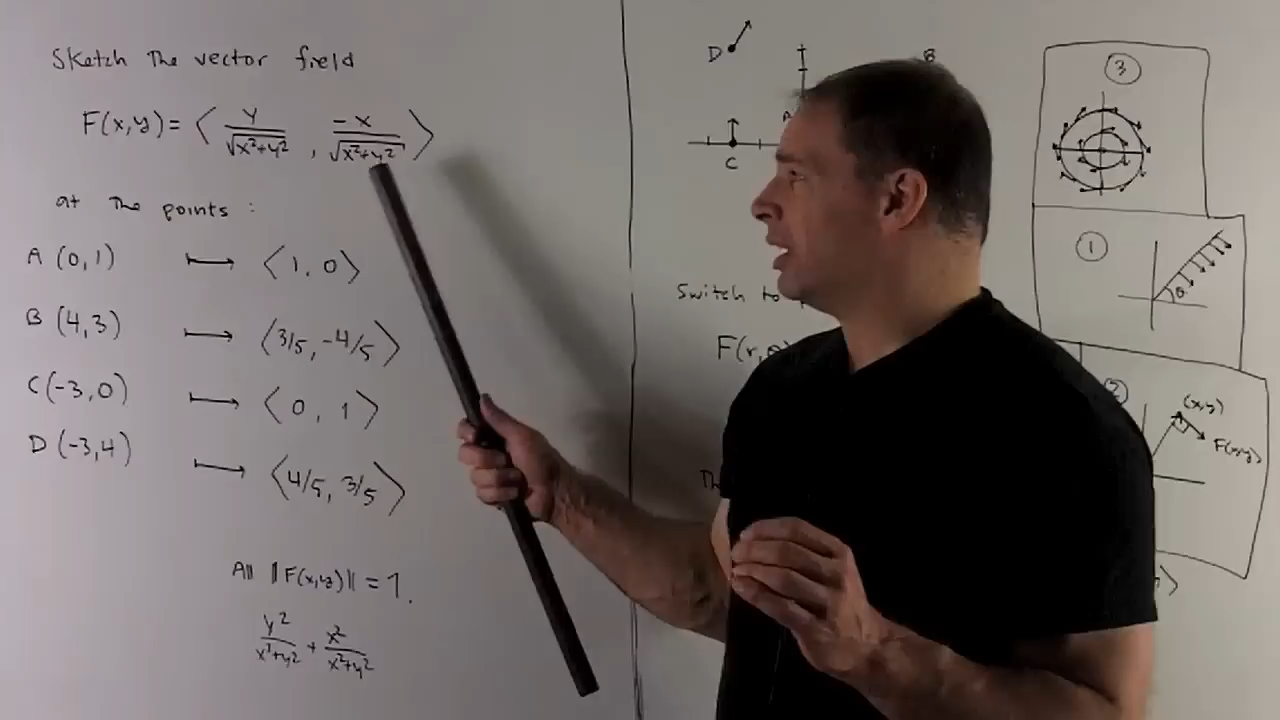 Sketch the vector field
F(x,y) = ⟨ y/√(x²+y²) , -x/√(x²+y²) ⟩
at the points :
A (0,1) ⟼ ⟨1, 0⟩
B (4,3) ⟼ ⟨3/5, -4/5⟩
C (-3,0) ⟼ ⟨0, 1⟩
D (-3,4) ⟼ ⟨4/5, 3/5⟩
All ‖F(x,y)‖ = 1.
y²/(x²+y²) + x²/(x²+y²)
D
B
A
C
Switch to
F(r,
3
1
θ
2
(x,y)
F(x,y)